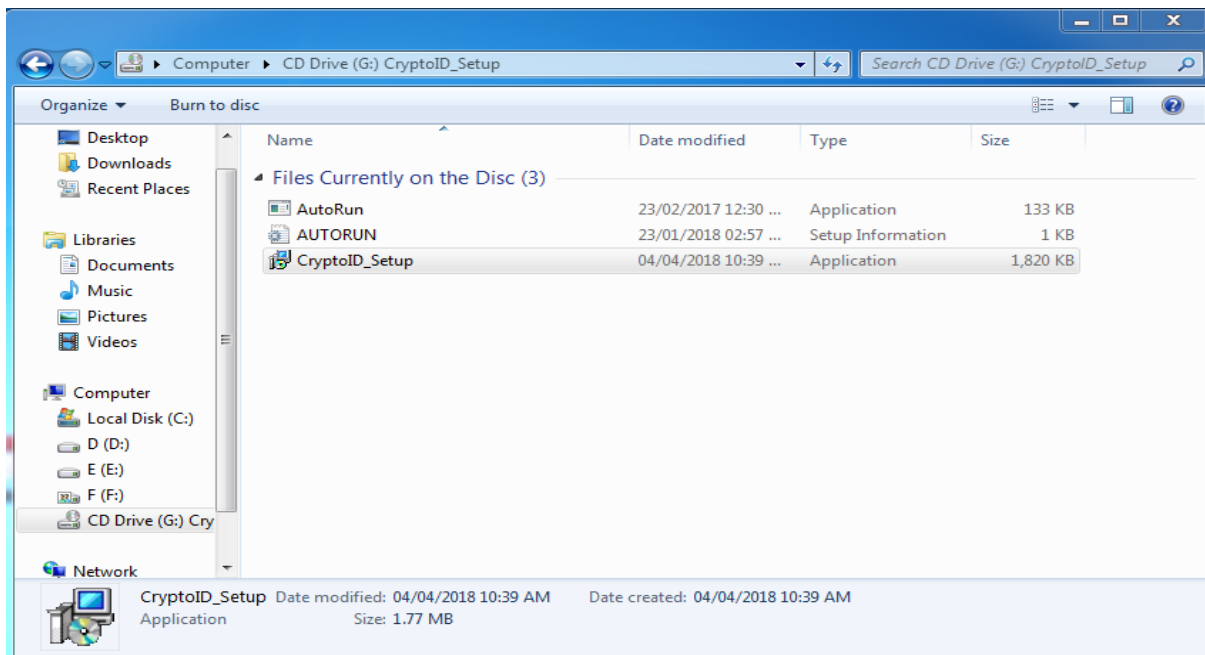 Computer ▸ CD Drive (G:) CryptoID_Setup
Search CD Drive (G:) CryptoID_Setup
Organize Burn to disc
Desktop
Downloads
Recent Places
Libraries
Documents
Music
Pictures
Videos
Computer
Local Disk (C:)
D (D:)
E (E:)
F (F:)
CD Drive (G:) Cry
Network
Name Date modified Type Size
Files Currently on the Disc (3)
AutoRun 23/02/2017 12:30 ... Application 133 KB
AUTORUN 23/01/2018 02:57 ... Setup Information 1 KB
CryptoID_Setup 04/04/2018 10:39 ... Application 1,820 KB
CryptoID_Setup Date modified: 04/04/2018 10:39 AM Date created: 04/04/2018 10:39 AM
Application Size: 1.77 MB